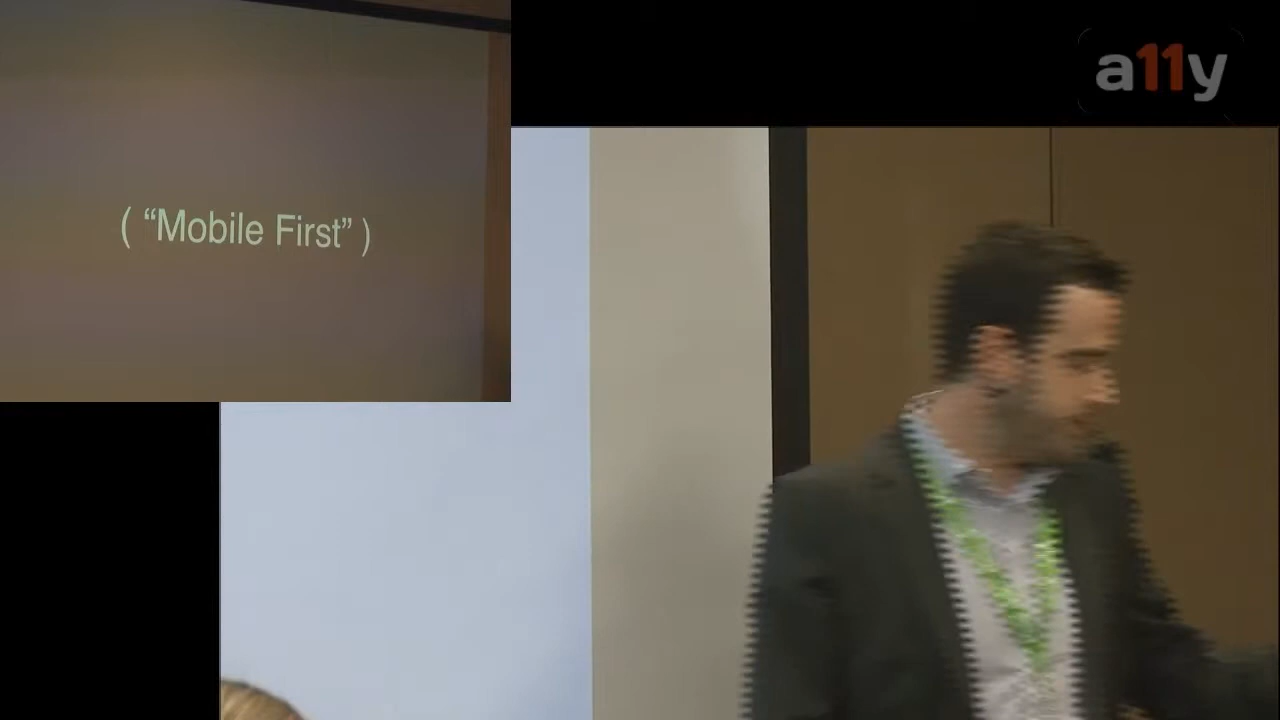 ( “Mobile First” )
a11y